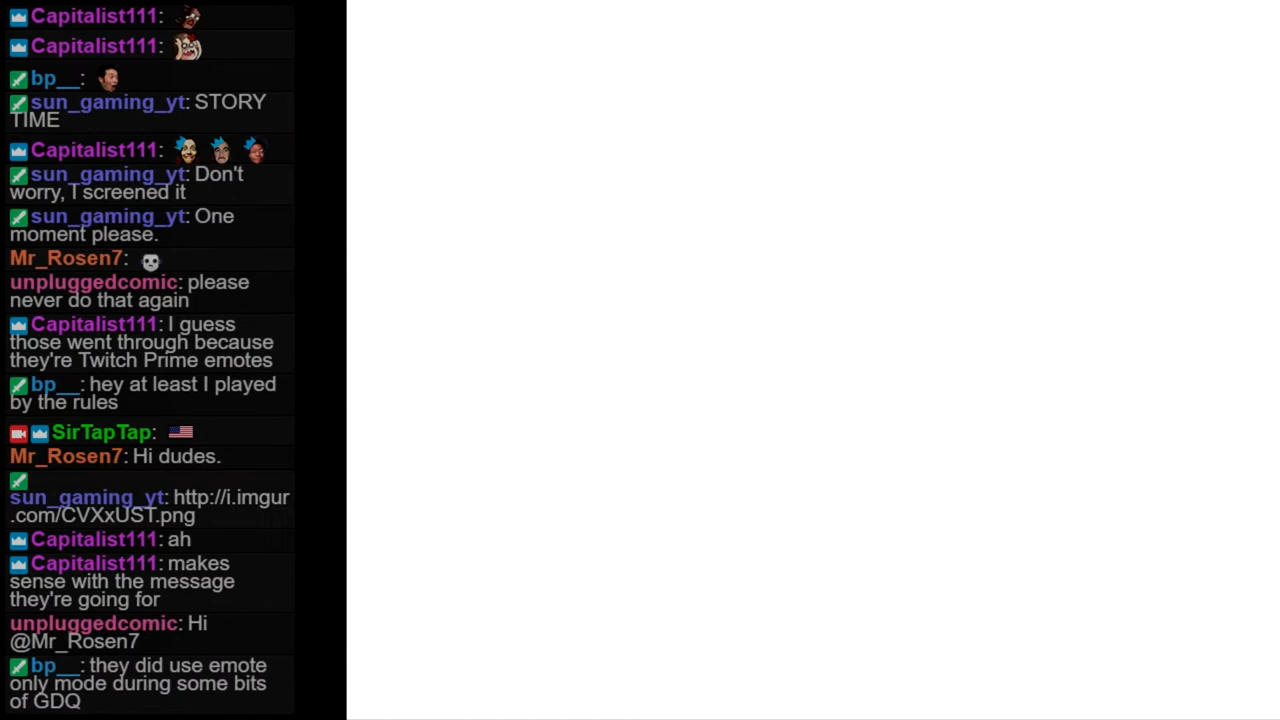 Capitalist111:
Capitalist111:
bp__:
sun_gaming_yt: STORY
TIME
Capitalist111:
sun_gaming_yt: Don't
worry, I screened it
sun_gaming_yt: One
moment please.
Mr_Rosen7:
unpluggedcomic: please
never do that again
Capitalist111: I guess
those went through because
they're Twitch Prime emotes
bp__: hey at least I played
by the rules
SirTapTap:
Mr_Rosen7: Hi dudes.
sun_gaming_yt: http://i.imgur
.com/CVXxUST.png
Capitalist111: ah
Capitalist111: makes
sense with the message
they're going for
unpluggedcomic: Hi
@Mr_Rosen7
bp__: they did use emote
only mode during some bits
of GDQ